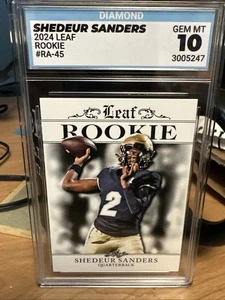 DIAMOND
SHEDEUR SANDERS
2024 LEAF
ROOKIE
#RA-45
GEM MT
10
3005247
Leaf
ROOKIE
2
SHEDEUR SANDERS
QUARTERBACK